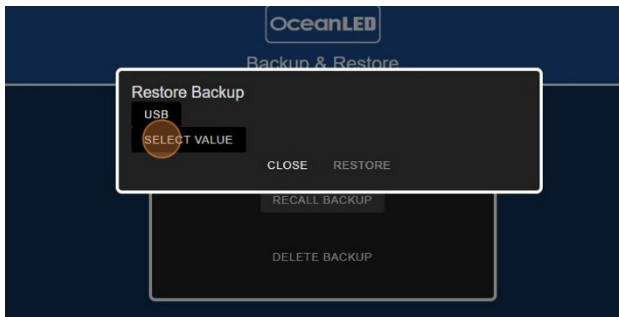 OceanLED
Backup & Restore
Restore Backup
USB
SELECT VALUE
CLOSE RESTORE
RECALL BACKUP
DELETE BACKUP